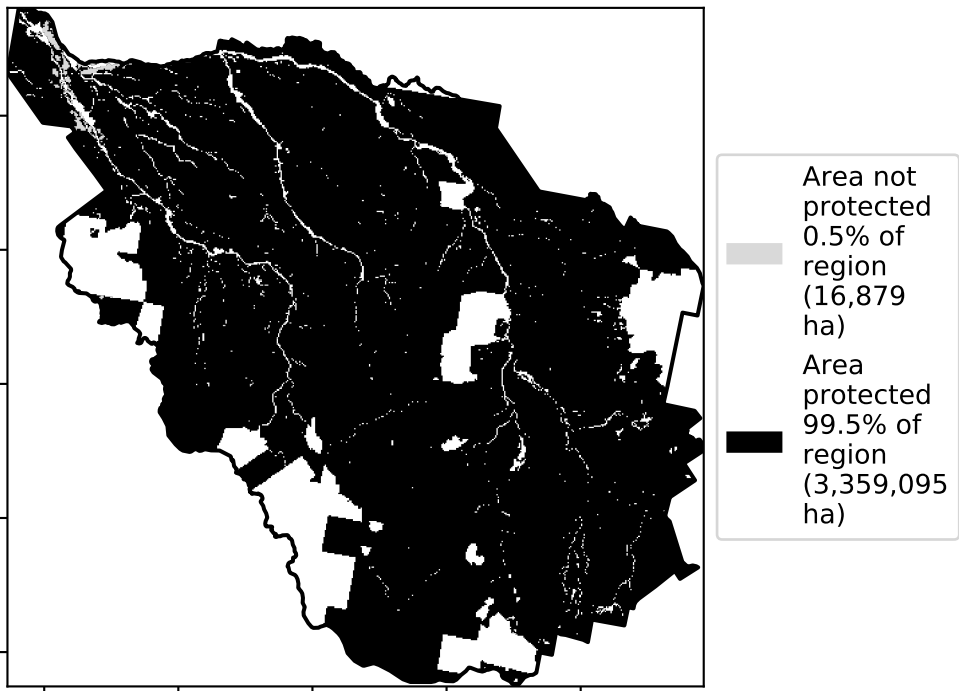 Area not
protected
0.5% of
region
(16,879
ha)
Area
protected
99.5% of
region
(3,359,095
ha)